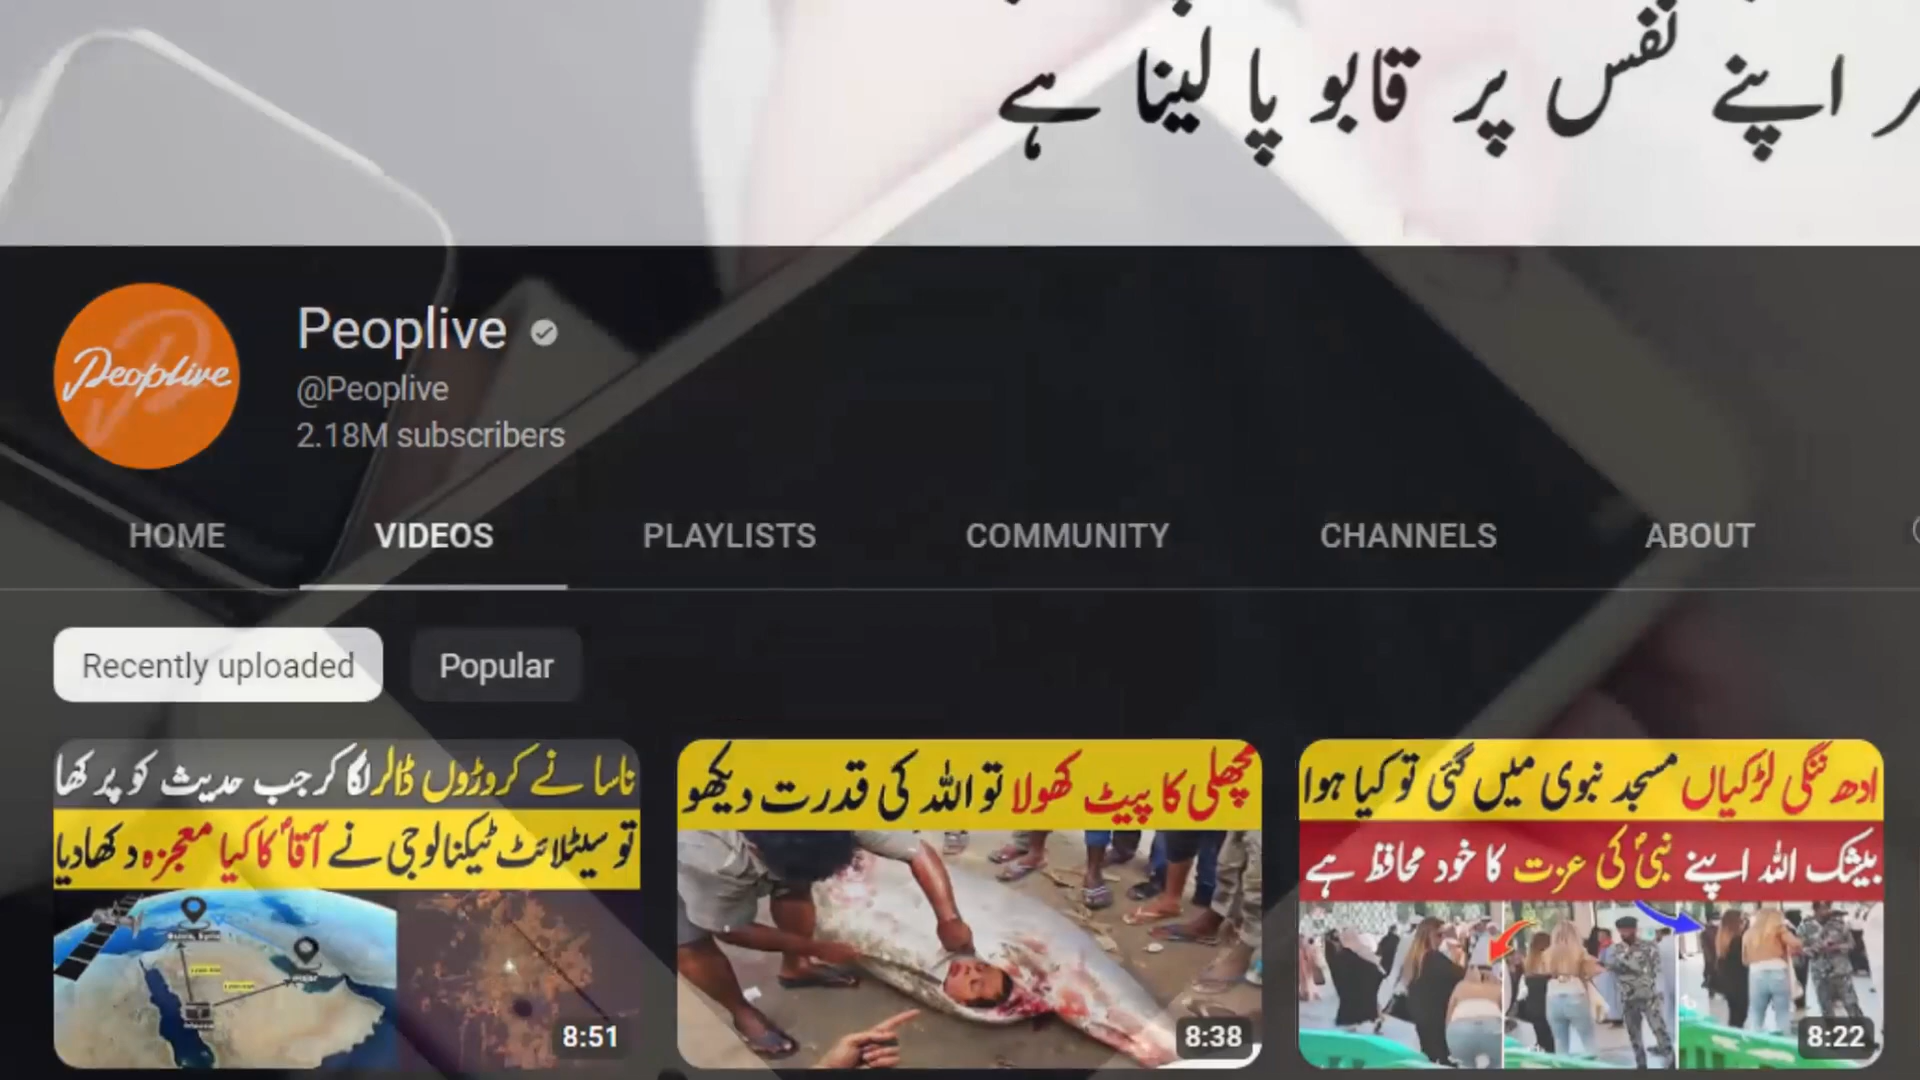 اپنے نفس پر قابو پا لینا ہے
Peoplive
Peoplive
@Peoplive
2.18M subscribers
HOME VIDEOS PLAYLISTS COMMUNITY CHANNELS ABOUT
Recently uploaded Popular
ناسا نے کروڑوں ڈالر لگا کر جب حدیث کو پرکھا
تو سیٹلائٹ ٹیکنالوجی نے آقاؐ کا کیا معجزہ دکھا دیا
8:51
مچھلی کا پیٹ کھولا تو اللہ کی قدرت دیکھو
8:38
ادھ ننگی لڑکیاں مسجد نبوی میں گئی تو کیا ہوا
بیشک اللہ اپنے نبیؐ کی عزت کا خود محافظ ہے
8:22